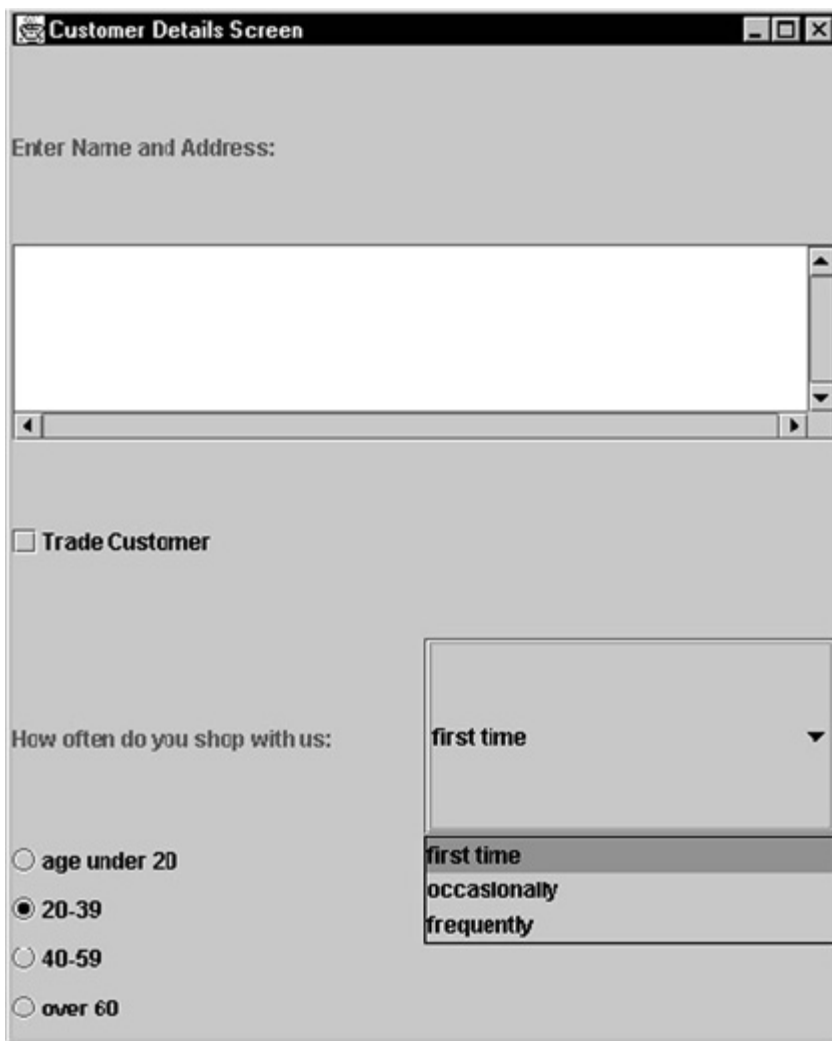 Customer Details Screen
Enter Name and Address:
Trade Customer
How often do you shop with us:
first time
first time
occasionally
frequently
age under 20
20-39
40-59
over 60